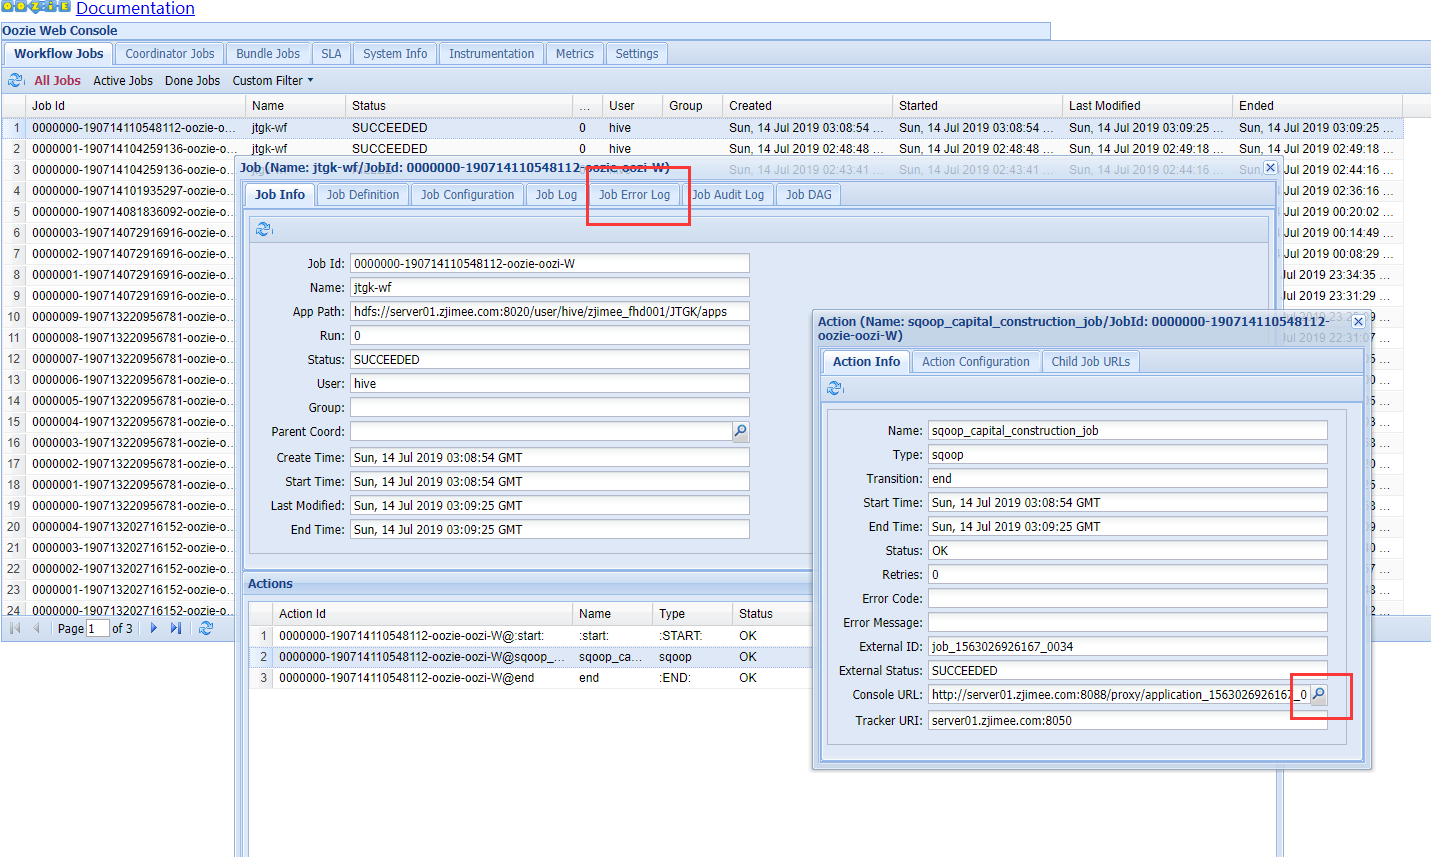 OOZIE Documentation
Oozie Web Console
Workflow Jobs Coordinator Jobs Bundle Jobs SLA System Info Instrumentation Metrics Settings
All Jobs Active Jobs Done Jobs Custom Filter
Job Id Name Status ... User Group Created Started Last Modified Ended
1 0000000-190714110548112-oozie-o... jtgk-wf SUCCEEDED 0 hive Sun, 14 Jul 2019 03:08:54 ... Sun, 14 Jul 2019 03:08:54 ... Sun, 14 Jul 2019 03:09:25 ... Sun, 14 Jul 2019 03:09:25 ...
2 0000001-190714104259136-oozie-o... jtgk-wf SUCCEEDED 0 hive Sun, 14 Jul 2019 02:48:48 ... Sun, 14 Jul 2019 02:48:48 ... Sun, 14 Jul 2019 02:49:18 ... Sun, 14 Jul 2019 02:49:18 ...
3 0000000-190714104259136-oozie-o... Sun, 14 Jul 2019 02:43:41 ... Sun, 14 Jul 2019 02:43:41 ... Sun, 14 Jul 2019 02:44:16 ... Jul 2019 02:44:16 ...
4 0000000-190714101935297-oozie-o... Jul 2019 02:36:16 ...
5 0000000-190714081836092-oozie-o... Jul 2019 00:20:02 ...
6 0000003-190714072916916-oozie-o... Jul 2019 00:14:49 ...
7 0000002-190714072916916-oozie-o... Jul 2019 00:08:29 ...
8 0000001-190714072916916-oozie-o... Jul 2019 23:34:35 ...
9 0000000-190714072916916-oozie-o... Jul 2019 23:31:29 ...
10 0000009-190713220956781-oozie-o...
11 0000008-190713220956781-oozie-o... Jul 2019 22:31:07
12 0000007-190713220956781-oozie-o...
13 0000006-190713220956781-oozie-o...
14 0000005-190713220956781-oozie-o...
15 0000004-190713220956781-oozie-o...
16 0000003-190713220956781-oozie-o...
17 0000002-190713220956781-oozie-o...
18 0000001-190713220956781-oozie-o...
19 0000000-190713220956781-oozie-o...
20 0000004-190713202716152-oozie-o...
21 0000003-190713202716152-oozie-o...
22 0000002-190713202716152-oozie-o...
23 0000001-190713202716152-oozie-o...
24 0000000-190713202716152-oozie-o...
Page 1 of 3
Job (Name: jtgk-wf/JobId: 0000000-190714110548112-oozie-oozi-W)
Job Info Job Definition Job Configuration Job Log Job Error Log Job Audit Log Job DAG
Job Id: 0000000-190714110548112-oozie-oozi-W
Name: jtgk-wf
App Path: hdfs://server01.zjimee.com:8020/user/hive/zjimee_fhd001/JTGK/apps
Run: 0
Status: SUCCEEDED
User: hive
Group:
Parent Coord:
Create Time: Sun, 14 Jul 2019 03:08:54 GMT
Start Time: Sun, 14 Jul 2019 03:08:54 GMT
Last Modified: Sun, 14 Jul 2019 03:09:25 GMT
End Time: Sun, 14 Jul 2019 03:09:25 GMT
Actions
Action Id Name Type Status
1 0000000-190714110548112-oozie-oozi-W@:start: :start: :START: OK
2 0000000-190714110548112-oozie-oozi-W@sqoop_... sqoop_ca... sqoop OK
3 0000000-190714110548112-oozie-oozi-W@end end :END: OK
Action (Name: sqoop_capital_construction_job/JobId: 0000000-190714110548112-
oozie-oozi-W)
Action Info Action Configuration Child Job URLs
Name: sqoop_capital_construction_job
Type: sqoop
Transition: end
Start Time: Sun, 14 Jul 2019 03:08:54 GMT
End Time: Sun, 14 Jul 2019 03:09:25 GMT
Status: OK
Retries: 0
Error Code:
Error Message:
External ID: job_1563026926167_0034
External Status: SUCCEEDED
Console URL: http://server01.zjimee.com:8088/proxy/application_1563026926167_0
Tracker URI: server01.zjimee.com:8050